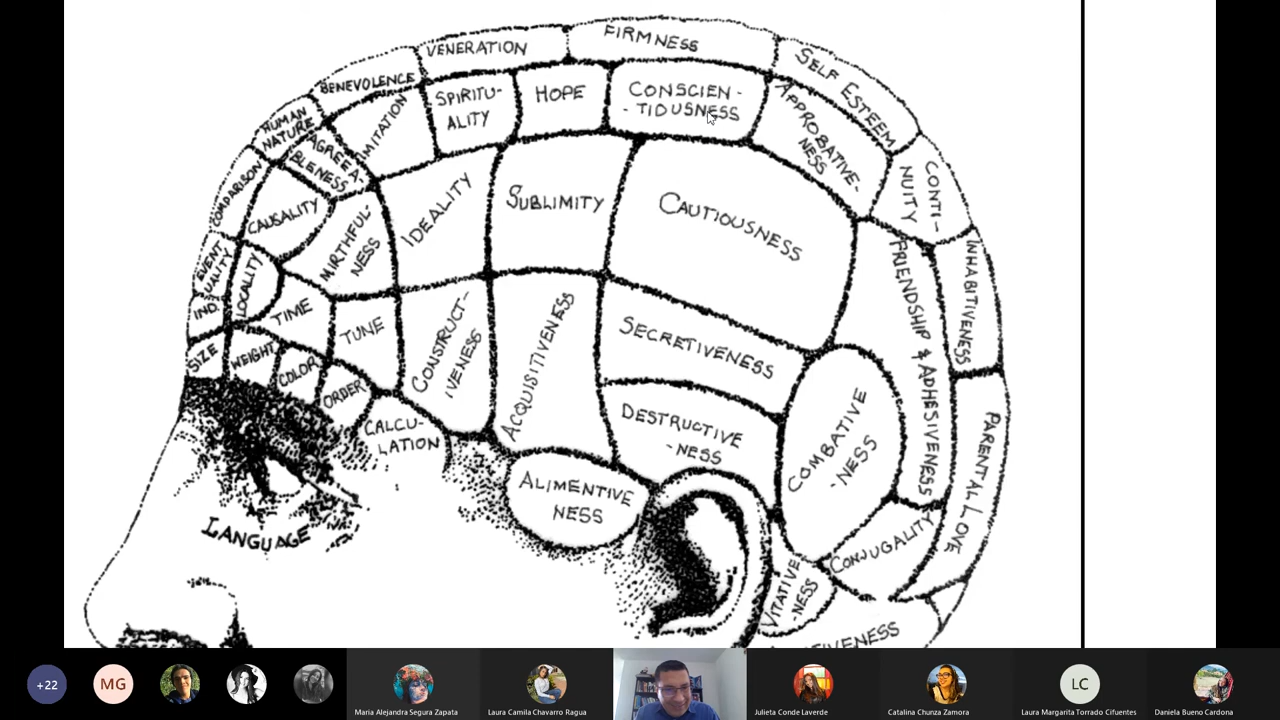 FIRMNESS
VENERATION
SELF ESTEEM
BENEVOLENCE
CONSCIEN-
-TIDUSNESS
HOPE
SPIRITU-
ALITY
IMITATION
APPROBATIVE-
NESS
HUMAN
NATURE
AGREEA-
BLENESS
COMPARISON
CONTI-
NUITY
CAUSALITY
MIRTHFUL-
NESS
IDEALITY
SUBLIMITY
CAUTIOUSNESS
EVENT
UALITY
IND.
LOCALITY
FRIENDSHIP & ADHESIVENESS
INHABITIVENESS
TIME
TUNE
CONSTRUCT-
IVENESS
ACQUISITIVENESS
SECRETIVENESS
SIZE
WEIGHT
COLOR
ORDER
CALCU-
LATION
DESTRUCTIVE
-NESS
COMBATIVE
-NESS
PARENTAL LOVE
ALIMENTIVE
NESS
LANGUAGE
CONJUGALITY
VITATIVE
-NESS
+22
MG
LC
Maria Alejandra Segura Zapata
Laura Camila Chavarro Ragua
Julieta Conde Laverde
Catalina Chunza Zamora
Laura Margarita Torrado Cifuentes
Daniela Bueno Cardona